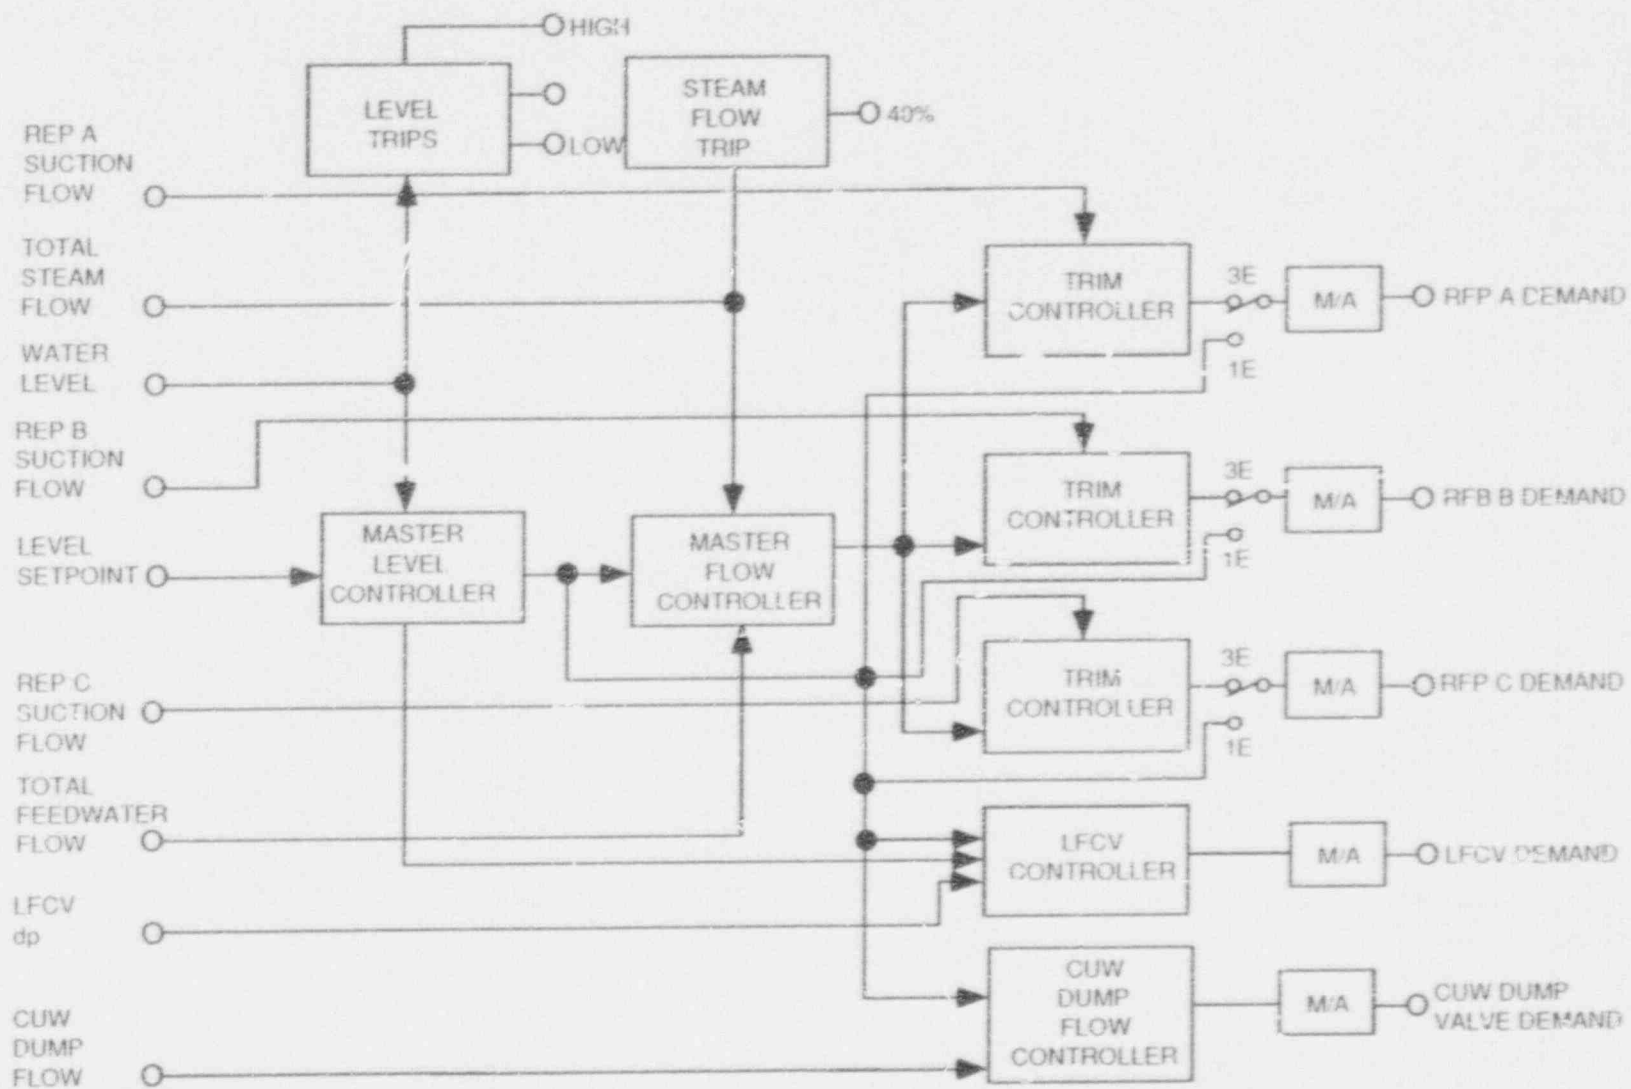 HIGH
LEVEL
TRIPS
LOW
STEAM
FLOW
TRIP
40%
REP A
SUCTION
FLOW
TOTAL
STEAM
FLOW
WATER
LEVEL
REP B
SUCTION
FLOW
LEVEL
SETPOINT
REP C
SUCTION
FLOW
TOTAL
FEEDWATER
FLOW
LFCV
dp
CUW
DUMP
FLOW
MASTER
LEVEL
CONTROLLER
MASTER
FLOW
CONTROLLER
TRIM
CONTROLLER
3E
1E
M/A
RFP A DEMAND
TRIM
CONTROLLER
3E
1E
M/A
RFB B DEMAND
TRIM
CONTROLLER
3E
1E
M/A
RFP C DEMAND
LFCV
CONTROLLER
M/A
LFCV DEMAND
CUW
DUMP
FLOW
CONTROLLER
M/A
CUW DUMP
VALVE DEMAND